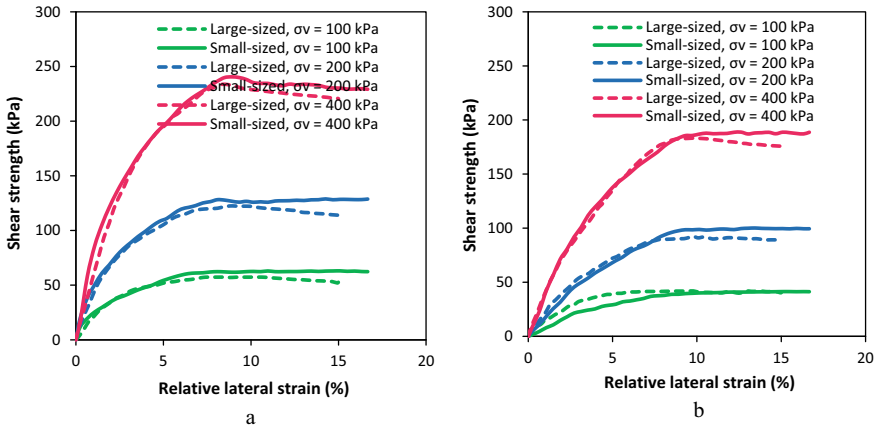 Large-sized, σv = 100 kPa
Small-sized, σv = 100 kPa
Large-sized, σv = 200 kPa
Small-sized, σv = 200 kPa
Large-sized, σv = 400 kPa
Small-sized, σv = 400 kPa
300
250
200
150
100
50
0
Shear strength (kPa)
0 5 10 15 20
Relative lateral strain (%)
a
Large-sized, σv = 100 kPa
Small-sized, σv = 100 kPa
Large-sized, σv = 200 kPa
Small-sized, σv = 200 kPa
Large-sized, σv = 400 kPa
Small-sized, σv = 400 kPa
300
250
200
150
100
50
0
Shear strength (kPa)
0 5 10 15 20
Relative lateral strain (%)
b